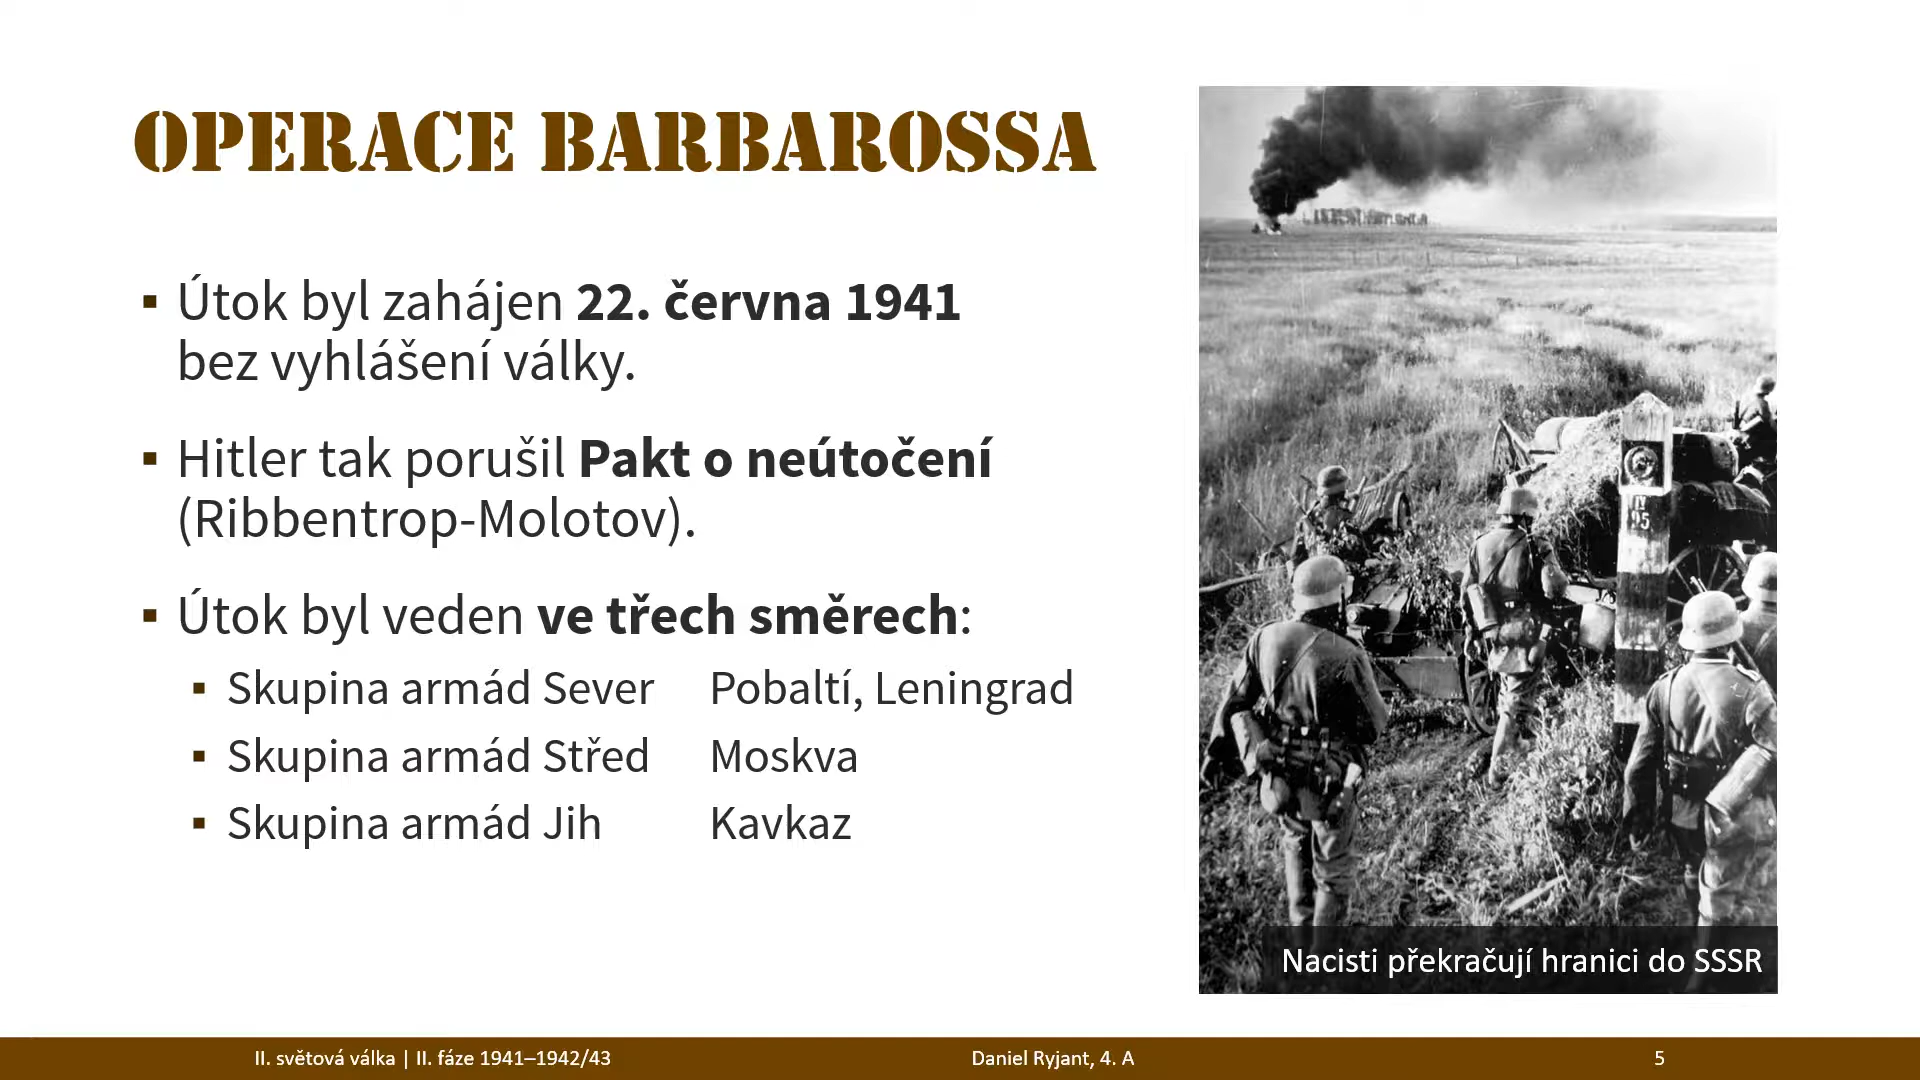 OPERACE BARBAROSSA
▪ Útok byl zahájen 22. června 1941
bez vyhlášení války.
▪ Hitler tak porušil Pakt o neútočení
(Ribbentrop-Molotov).
▪ Útok byl veden ve třech směrech:
▪ Skupina armád Sever Pobaltí, Leningrad
▪ Skupina armád Střed Moskva
▪ Skupina armád Jih Kavkaz
95
Nacisti překračují hranici do SSSR
II. světová válka | II. fáze 1941–1942/43 Daniel Ryjant, 4. A 5